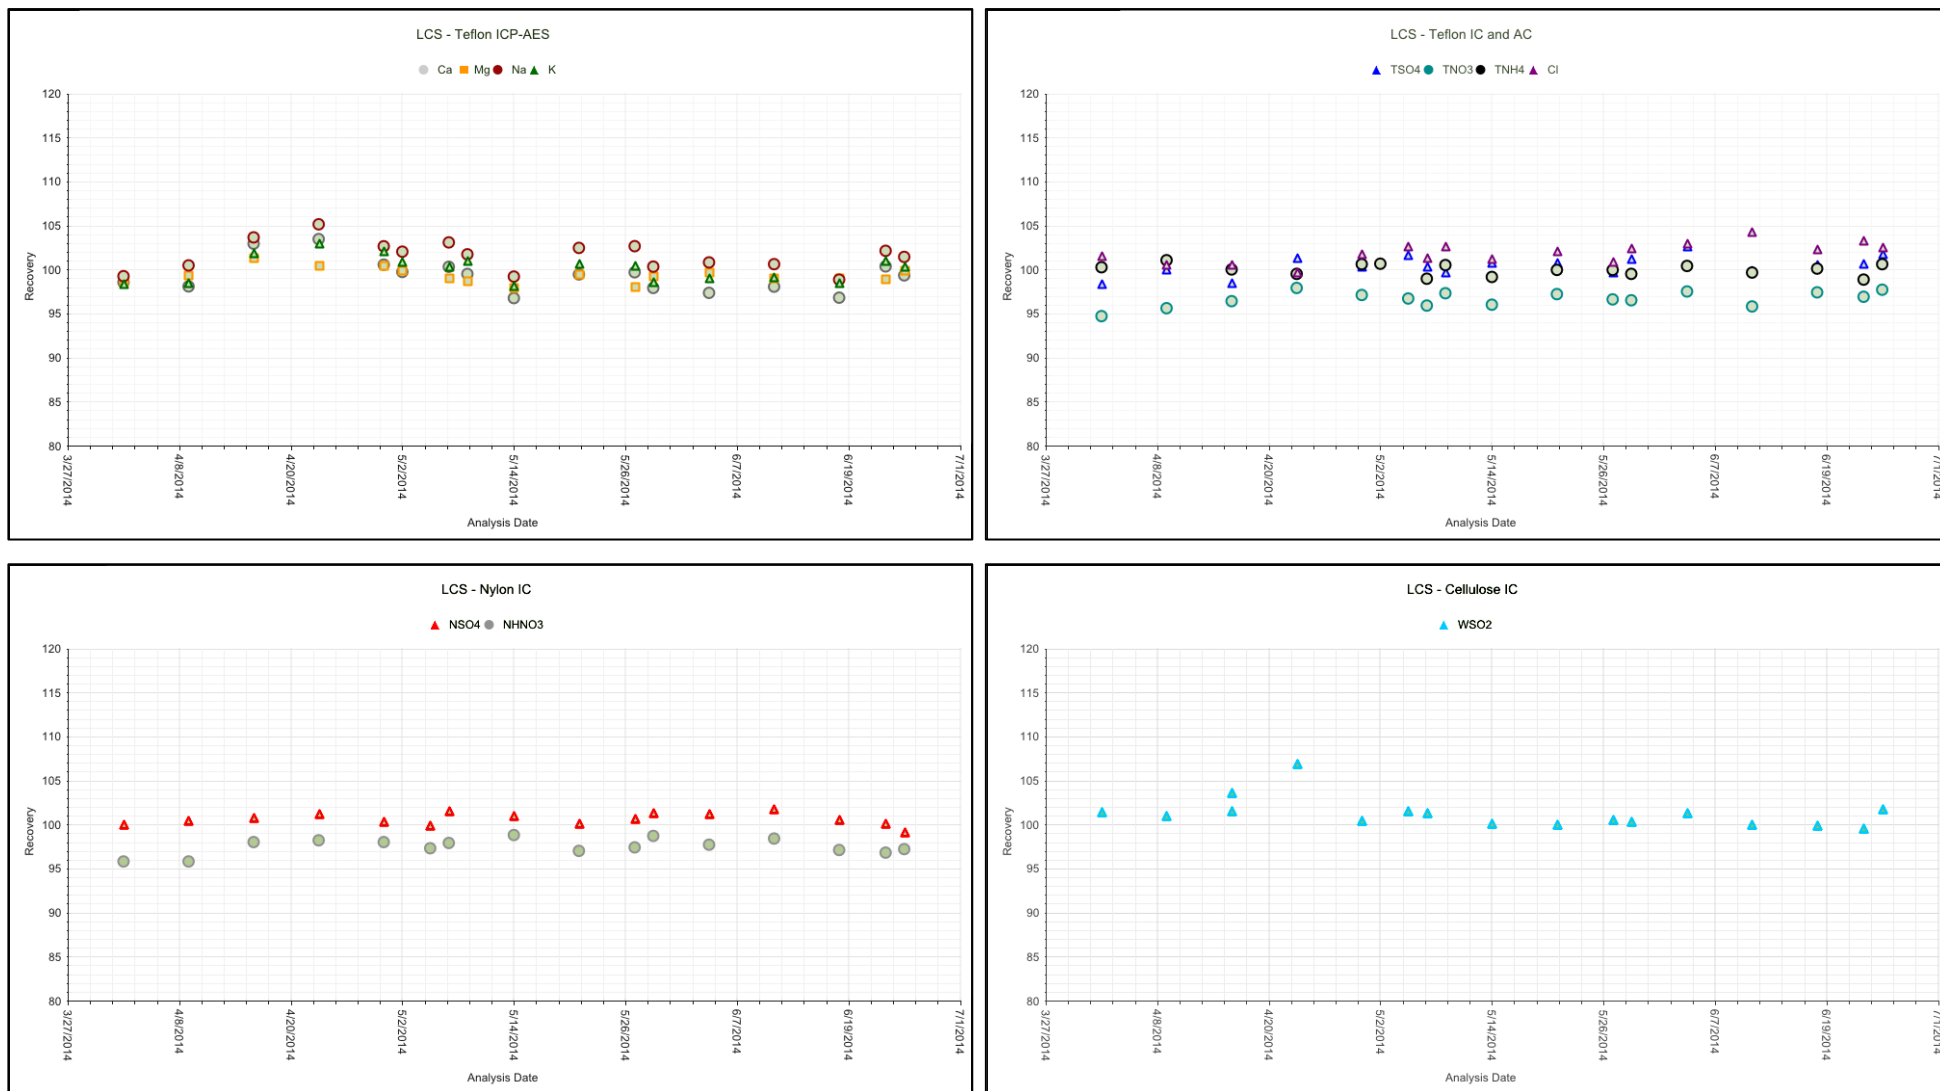 LCS - Teflon ICP-AES
Ca Mg Na K
120
115
110
105
100
95
90
85
80
Recovery
3/27/2014 4/8/2014 4/20/2014 5/2/2014 5/14/2014 5/26/2014 6/7/2014 6/19/2014 7/1/2014
Analysis Date
LCS - Teflon IC and AC
TSO4 TNO3 TNH4 Cl
120
115
110
105
100
95
90
85
80
Recovery
3/27/2014 4/8/2014 4/20/2014 5/2/2014 5/14/2014 5/26/2014 6/7/2014 6/19/2014 7/1/2014
Analysis Date
LCS - Nylon IC
NSO4 NHNO3
120
115
110
105
100
95
90
85
80
Recovery
3/27/2014 4/8/2014 4/20/2014 5/2/2014 5/14/2014 5/26/2014 6/7/2014 6/19/2014 7/1/2014
Analysis Date
LCS - Cellulose IC
WSO2
120
115
110
105
100
95
90
85
80
Recovery
3/27/2014 4/8/2014 4/20/2014 5/2/2014 5/14/2014 5/26/2014 6/7/2014 6/19/2014 7/1/2014
Analysis Date